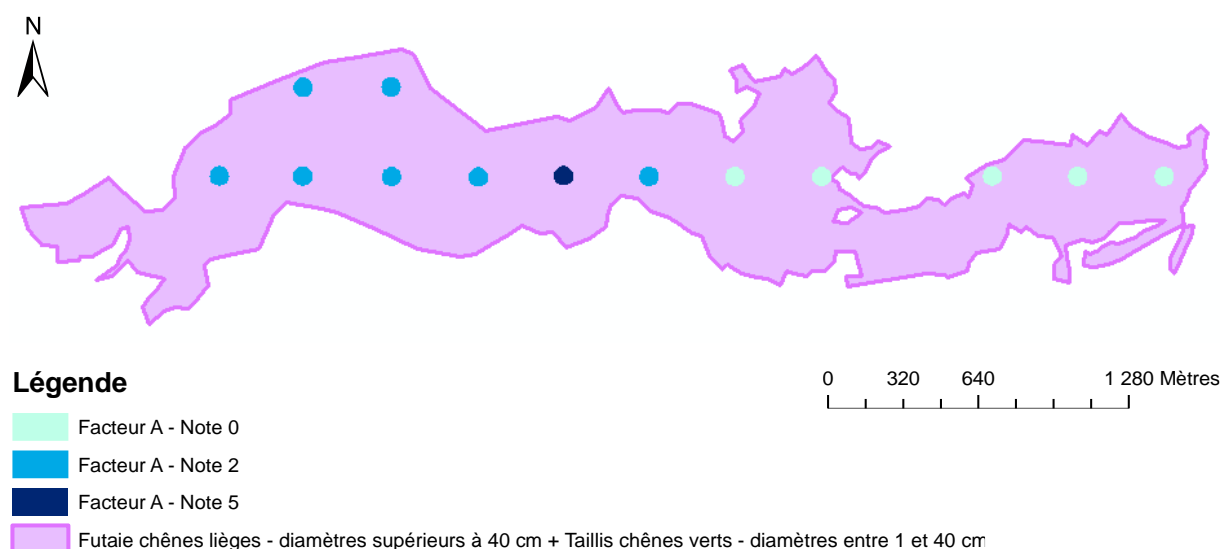 N
Légende
0 320 640 1 280 Mètres
Facteur A - Note 0
Facteur A - Note 2
Facteur A - Note 5
Futaie chênes lièges - diamètres supérieurs à 40 cm + Taillis chênes verts - diamètres entre 1 et 40 cm